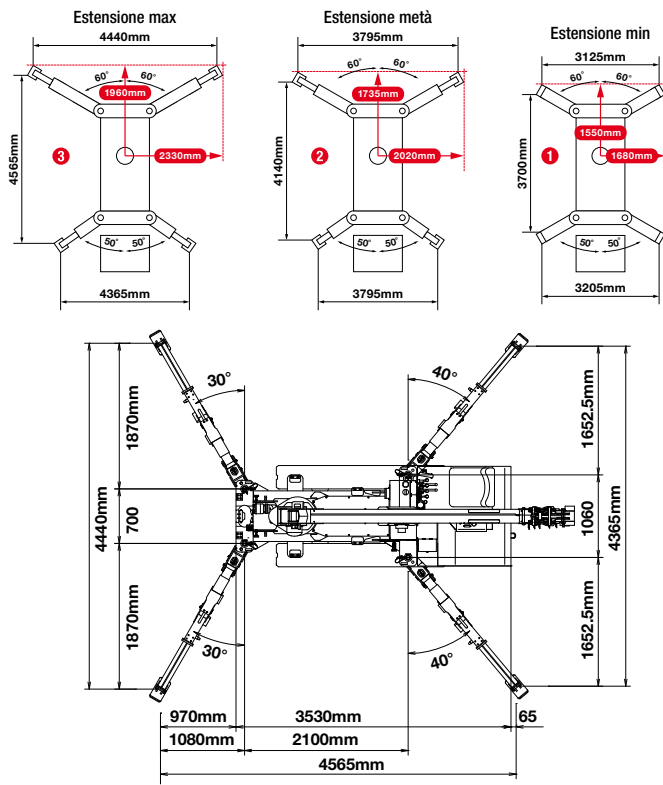 Estensione max
4440mm
60° 60°
1960mm
4565mm
3
2330mm
50° 50°
4365mm
Estensione metà
3795mm
60° 60°
1735mm
4140mm
2
2020mm
50° 50°
3795mm
Estensione min
3125mm
60° 60°
1550mm
3700mm
1
1680mm
50° 50°
3205mm
30° 40°
1870mm
1652.5mm
4440mm
700
1060
4365mm
1870mm
1652.5mm
30° 40°
970mm 3530mm 65
1080mm 2100mm
4565mm